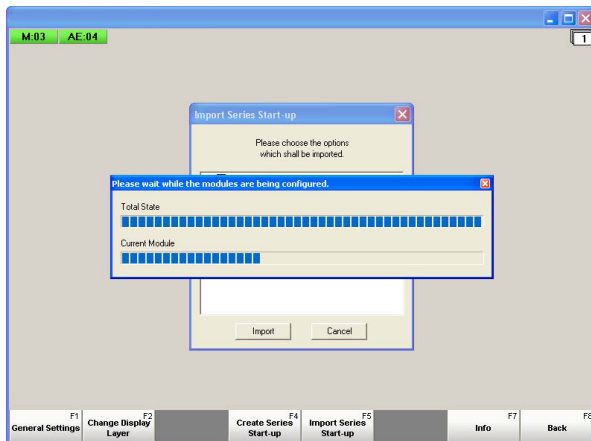 M:03 AE:04
1
Import Series Start-up
Please choose the options
which shall be imported.
Please wait while the modules are being configured.
Total State
Current Module
Import Cancel
F1 F2 F4 F5 F7 F8
General Settings Change Display Layer Create Series Start-up Import Series Start-up Info Back